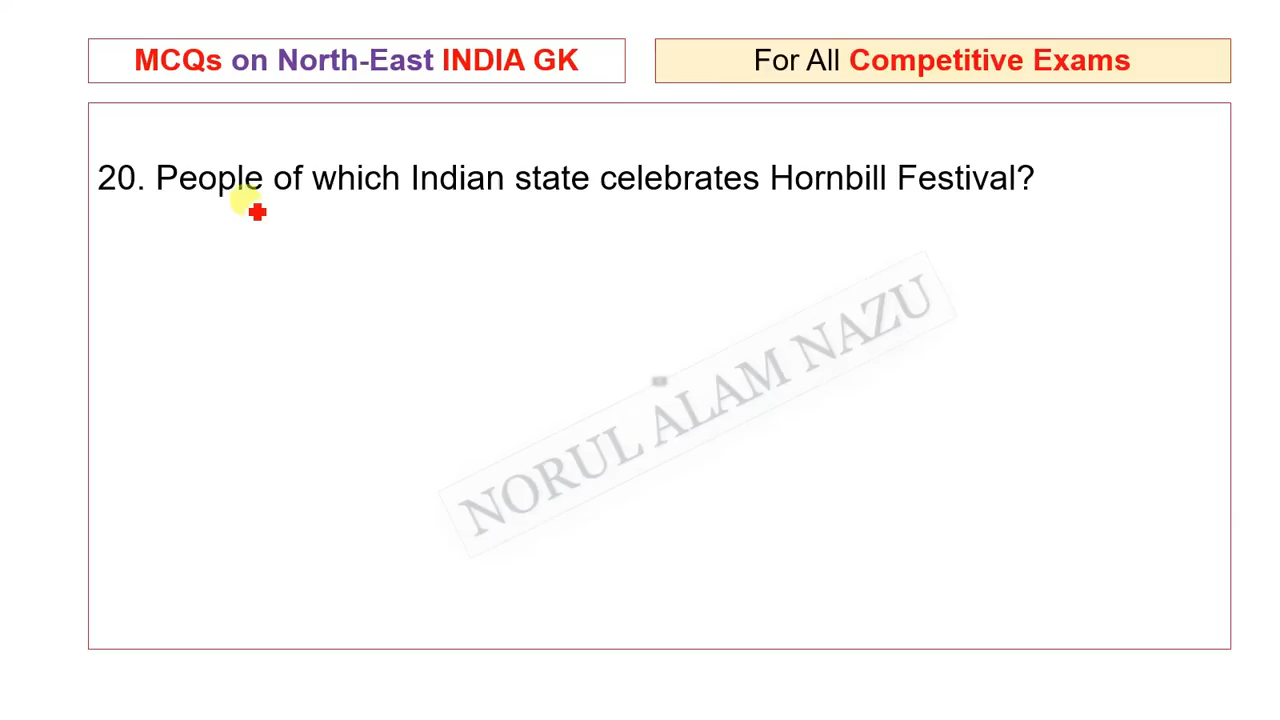 MCQs on North-East INDIA GK
For All Competitive Exams
20. People of which Indian state celebrates Hornbill Festival?
NORUL ALAM NAZU